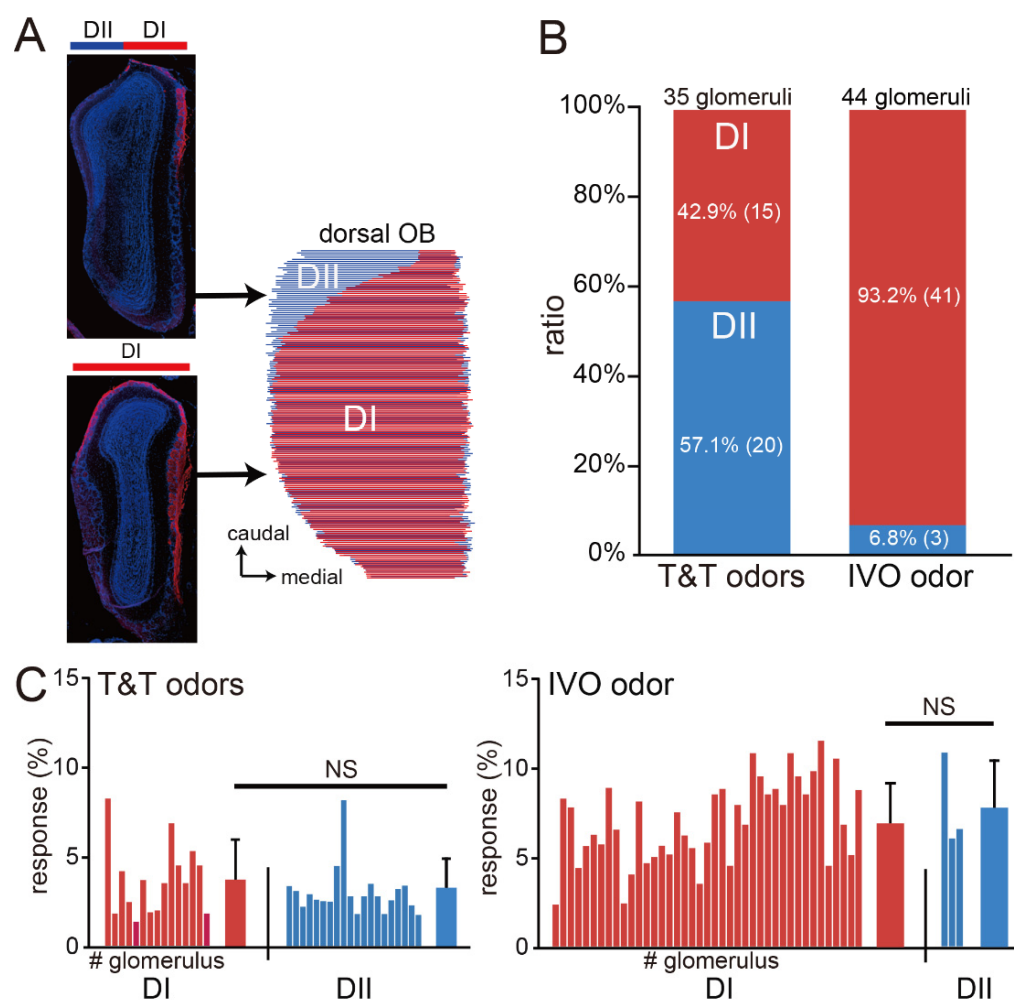 A
DII DI
DI
dorsal OB
DII
DI
caudal
medial
B
35 glomeruli 44 glomeruli
100%
80%
60%
40%
20%
0%
ratio
DI
42.9% (15)
DII
57.1% (20)
93.2% (41)
6.8% (3)
T&T odors IVO odor
C
T&T odors
15
10
5
0
response (%)
NS
# glomerulus
DI DII
IVO odor
15
10
5
0
response (%)
NS
# glomerulus
DI DII